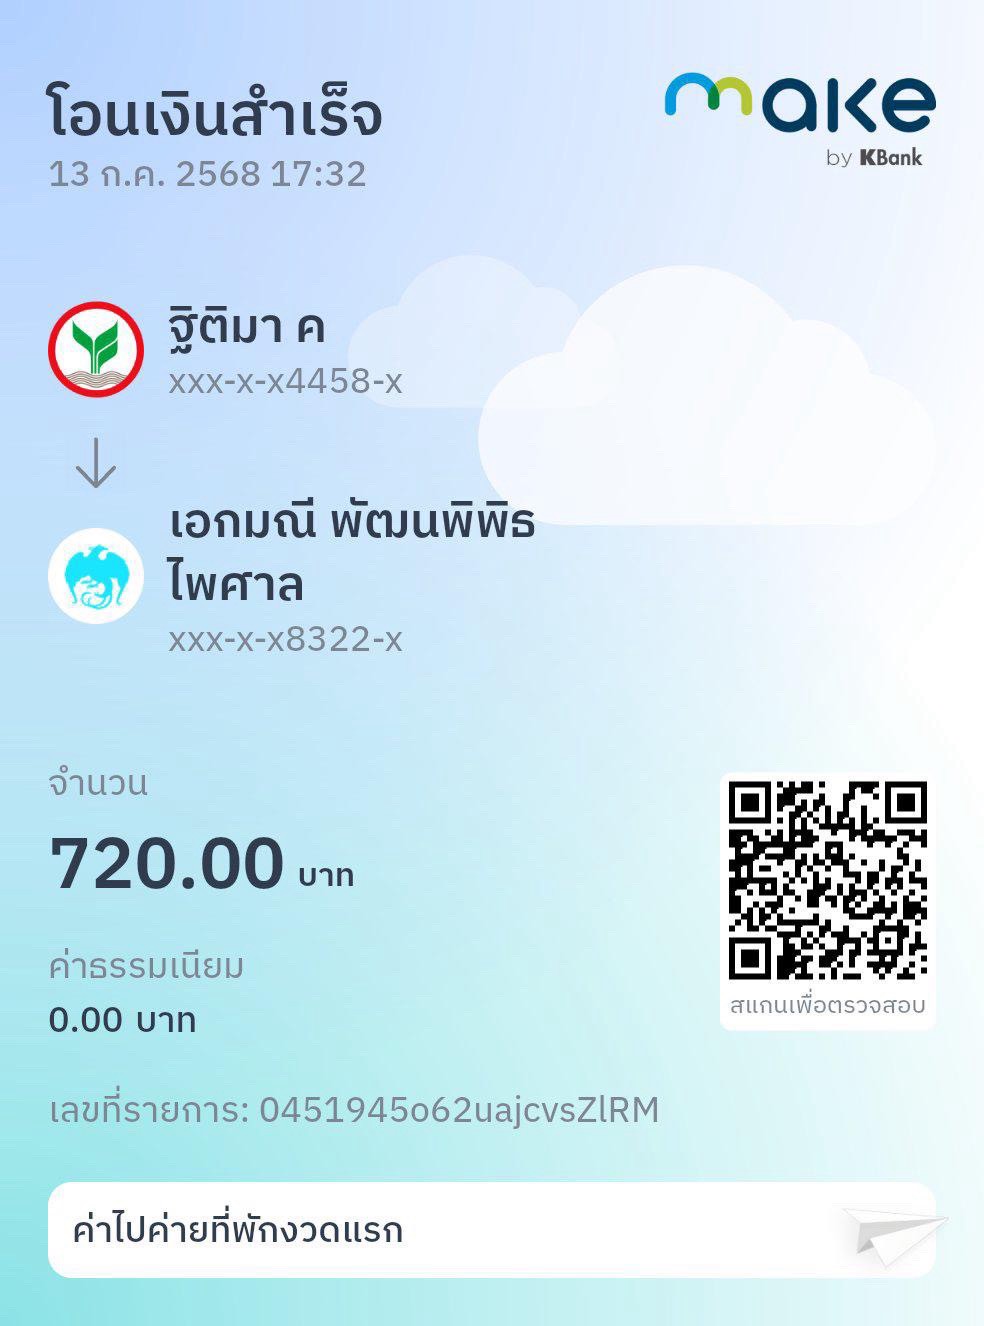 โอนเงินสำเร็จ
make
13 ก.ค. 2568 17:32
by KBank
ฐิติมา ค
xxx-x-x4458-x
เอกมณี พัฒนพิพิธ
ไพศาล
xxx-x-x8322-x
จำนวน
720.00 บาท
ค่าธรรมเนียม
0.00 บาท
สแกนเพื่อตรวจสอบ
เลขที่รายการ: 0451945o62uajcvsZlRM
ค่าไปค่ายที่พักงวดแรก